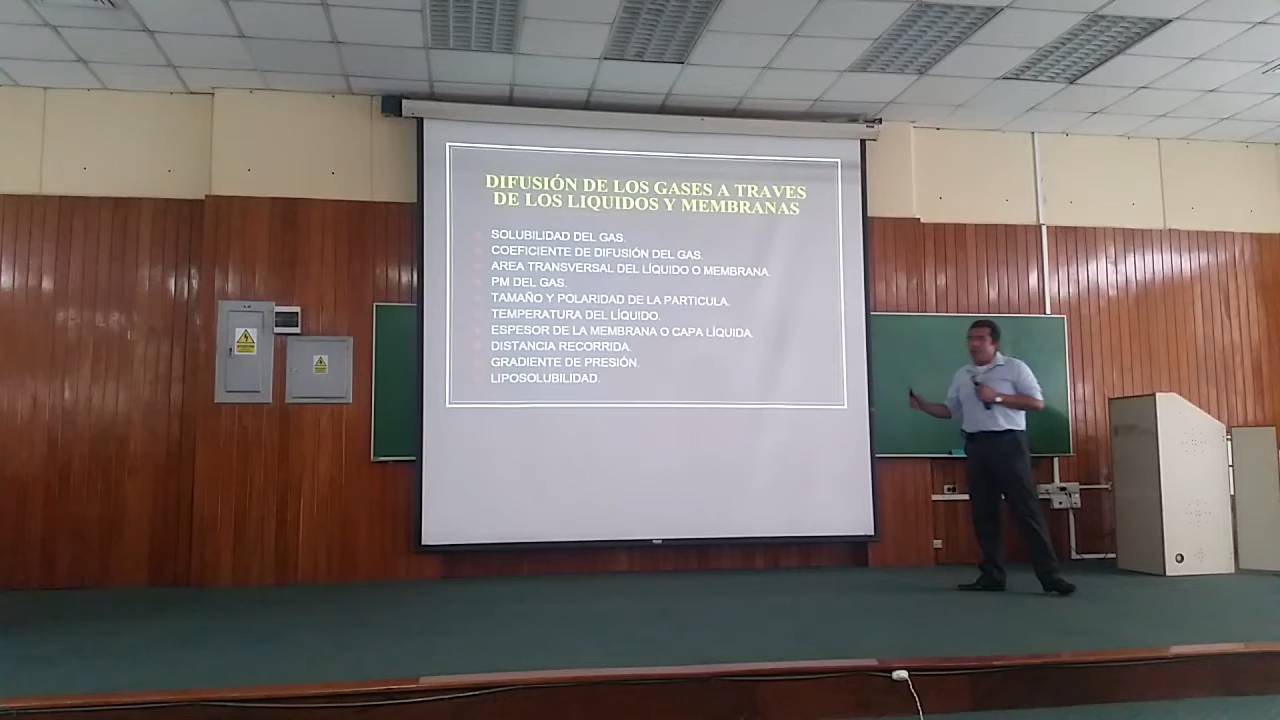 DIFUSIÓN DE LOS GASES A TRAVES
DE LOS LIQUIDOS Y MEMBRANAS
SOLUBILIDAD DEL GAS.
COEFICIENTE DE DIFUSIÓN DEL GAS.
AREA TRANSVERSAL DEL LÍQUIDO O MEMBRANA.
PM DEL GAS.
TAMAÑO Y POLARIDAD DE LA PARTICULA.
TEMPERATURA DEL LÍQUIDO.
ESPESOR DE LA MEMBRANA O CAPA LÍQUIDA.
DISTANCIA RECORRIDA.
GRADIENTE DE PRESIÓN.
LIPOSOLUBILIDAD.